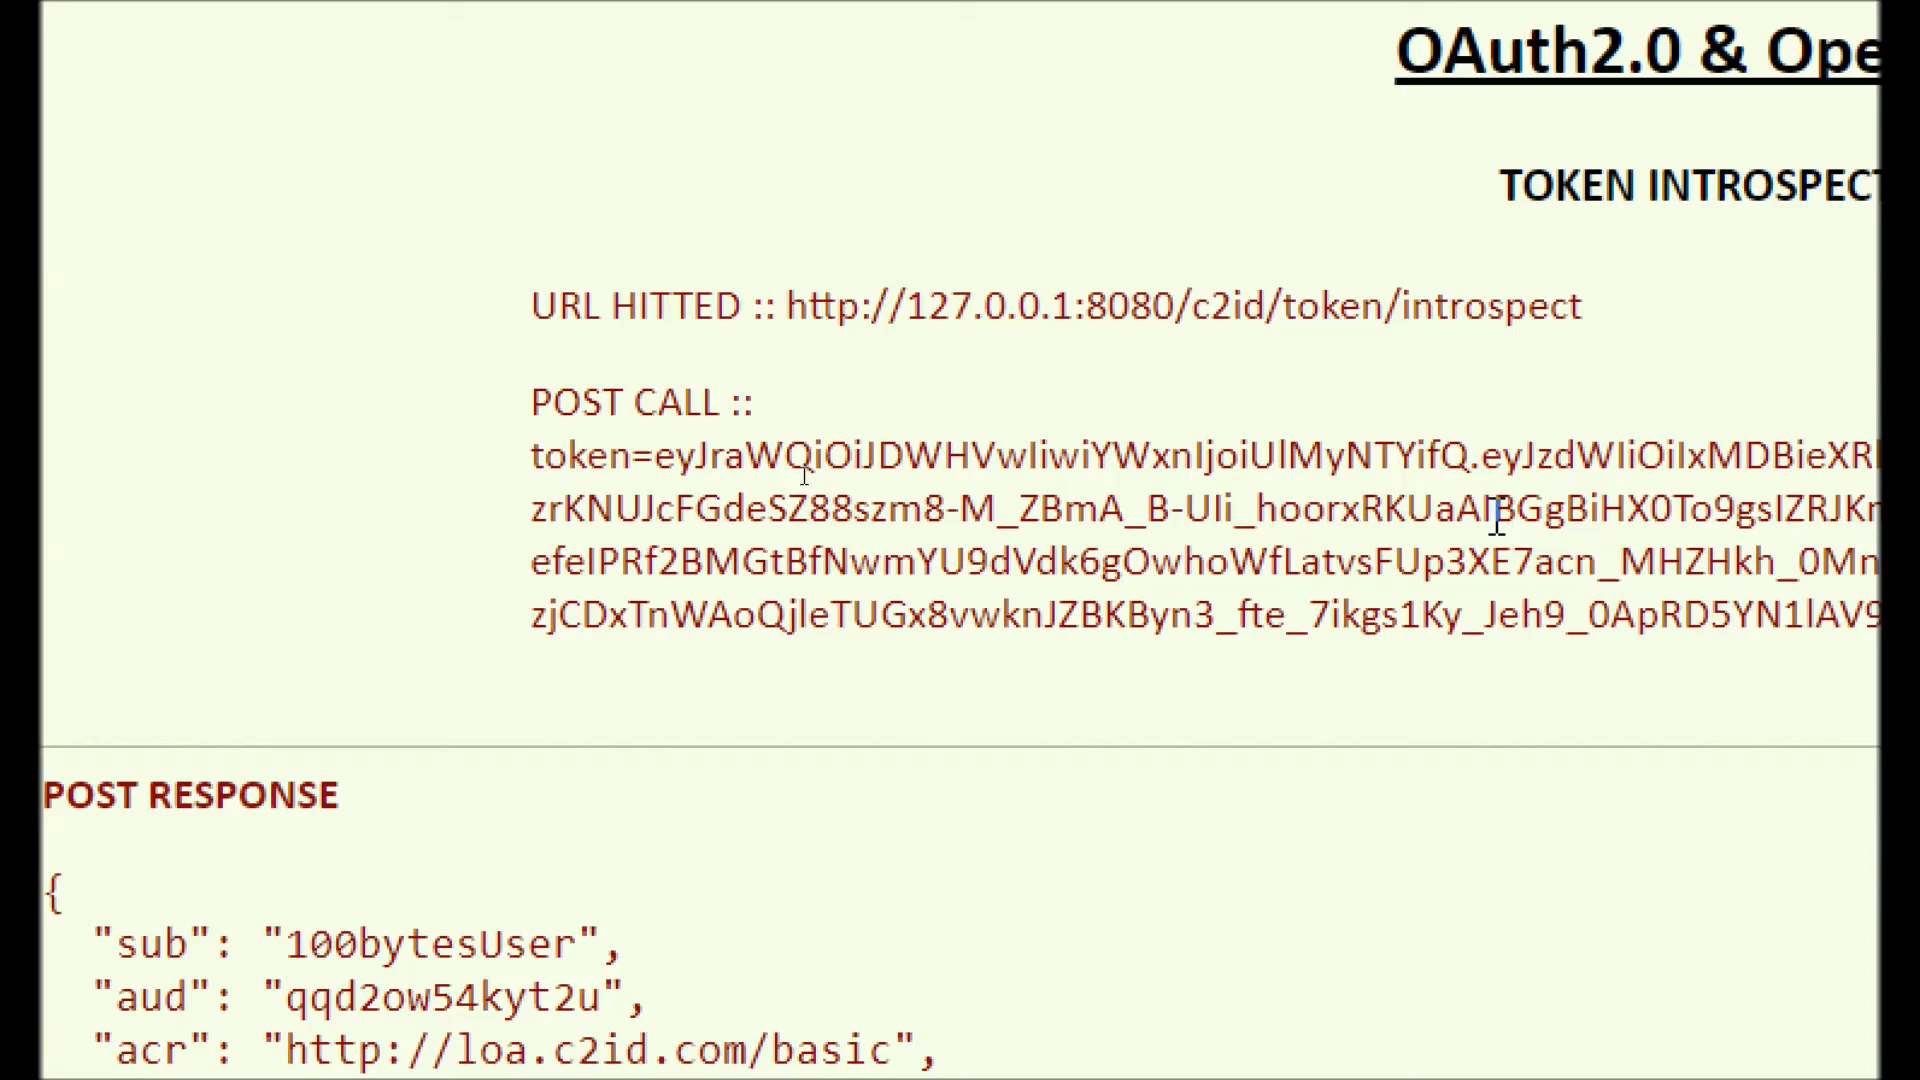 OAuth2.0 & Ope
TOKEN INTROSPECT
URL HITTED :: http://127.0.0.1:8080/c2id/token/introspect
POST CALL ::
token=eyJraWQiOiJDWHVwIiwiYWxnIjoiUlMyNTYifQ.eyJzdWIiOiIxMDBieXRl
zrKNUJcFGdeSZ88szm8-M_ZBmA_B-UIi_hoorxRKUaAIBGgBiHX0To9gsIZRJKn
efeIPRf2BMGtBfNwmYU9dVdk6gOwhoWfLatvsFUp3XE7acn_MHZHkh_0Mn
zjCDxTnWAoQjleTUGx8vwknJZBKByn3_fte_7ikgs1Ky_Jeh9_0ApRD5YN1lAV9
POST RESPONSE
{
"sub": "100bytesUser",
"aud": "qqd2ow54kyt2u",
"acr": "http://loa.c2id.com/basic",